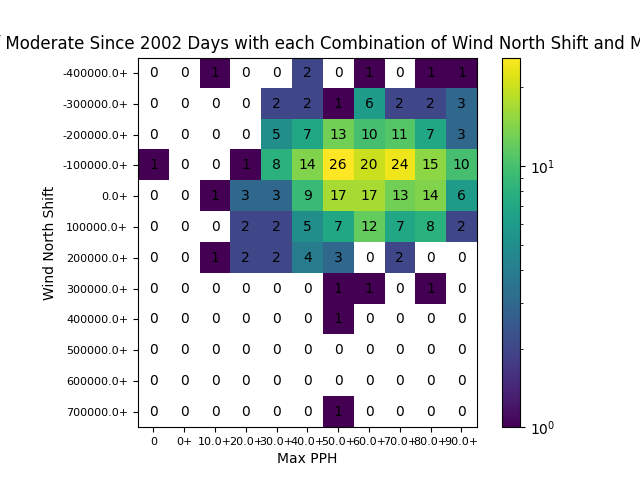 Moderate Since 2002 Days with each Combination of Wind North Shift and M
-400000.0+ 0 0 1 0 0 2 0 1 0 1 1
-300000.0+ 0 0 0 0 2 2 1 6 2 2 3
-200000.0+ 0 0 0 0 5 7 13 10 11 7 3
-100000.0+ 1 0 0 1 8 14 26 20 24 15 10
0.0+ 0 0 1 3 3 9 17 17 13 14 6
100000.0+ 0 0 0 2 2 5 7 12 7 8 2
200000.0+ 0 0 1 2 2 4 3 0 2 0 0
300000.0+ 0 0 0 0 0 0 1 1 0 1 0
400000.0+ 0 0 0 0 0 0 1 0 0 0 0
500000.0+ 0 0 0 0 0 0 0 0 0 0 0
600000.0+ 0 0 0 0 0 0 0 0 0 0 0
700000.0+ 0 0 0 0 0 0 1 0 0 0 0
0 0+ 10.0+ 20.0+ 30.0+ 40.0+ 50.0+ 60.0+ 70.0+ 80.0+ 90.0+
Max PPH
Wind North Shift
10¹
10⁰